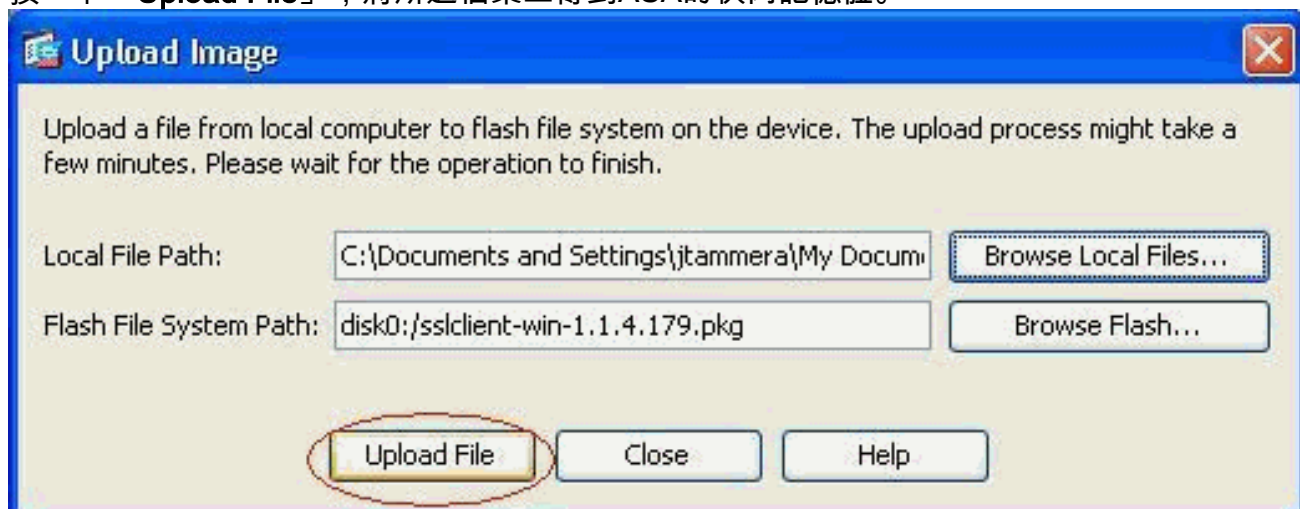 Upload File」
Upload Image
Upload a file from local computer to flash file system on the device. The upload process might take a
few minutes. Please wait for the operation to finish.
Local File Path:
C:\Documents and Settings\jtammera\My Docum
Browse Local Files...
Flash File System Path:
disk0:/sslclient-win-1.1.4.179.pkg
Browse Flash...
Upload File
Close
Help